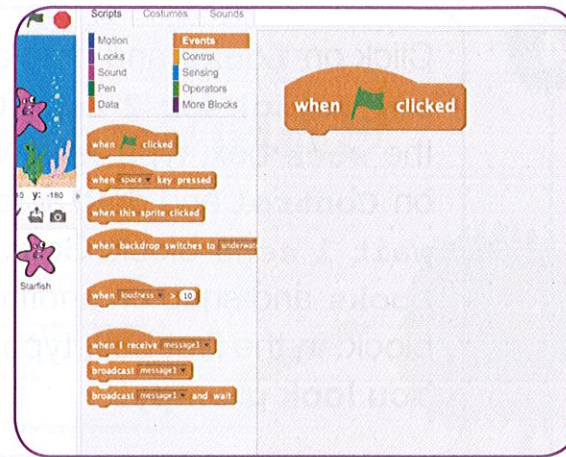 Scripts Costumes Sounds
Motion Events
Looks Control
Sound Sensing
Pen Operators
Data More Blocks
when clicked
when clicked
when space key pressed
when this sprite clicked
when backdrop switches to
y: -180
Starfish
when loudness > 10
when I receive message1
broadcast message1
broadcast message1 and wait